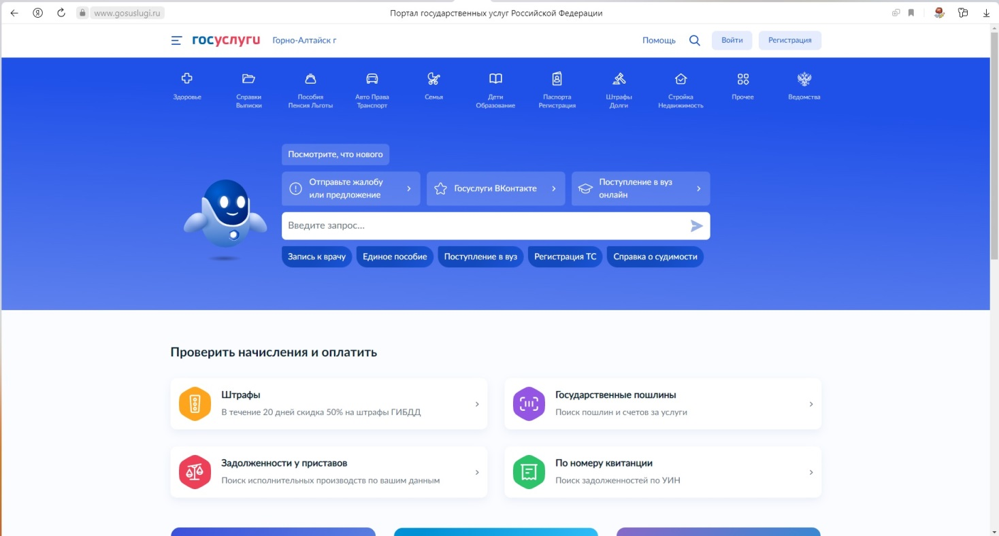 www.gosuslugi.ru
Портал государственных услуг Российской Федерации
госуслуги
Горно-Алтайск г
Помощь
Войти
Регистрация
Здоровье
Справки
Выписки
Пособия
Пенсия Льготы
Авто Права
Транспорт
Семья
Дети
Образование
Паспорта
Регистрация
Штрафы
Долги
Стройка
Недвижимость
Прочее
Ведомства
Посмотрите, что нового
Отправьте жалобу
или предложение
Госуслуги ВКонтакте
Поступление в вуз
онлайн
Введите запрос...
Запись к врачу
Единое пособие
Поступление в вуз
Регистрация ТС
Справка о судимости
Проверить начисления и оплатить
Штрафы
В течение 20 дней скидка 50% на штрафы ГИБДД
Государственные пошлины
Поиск пошлин и счетов за услуги
Задолженности у приставов
Поиск исполнительных производств по вашим данным
По номеру квитанции
Поиск задолженностей по УИН